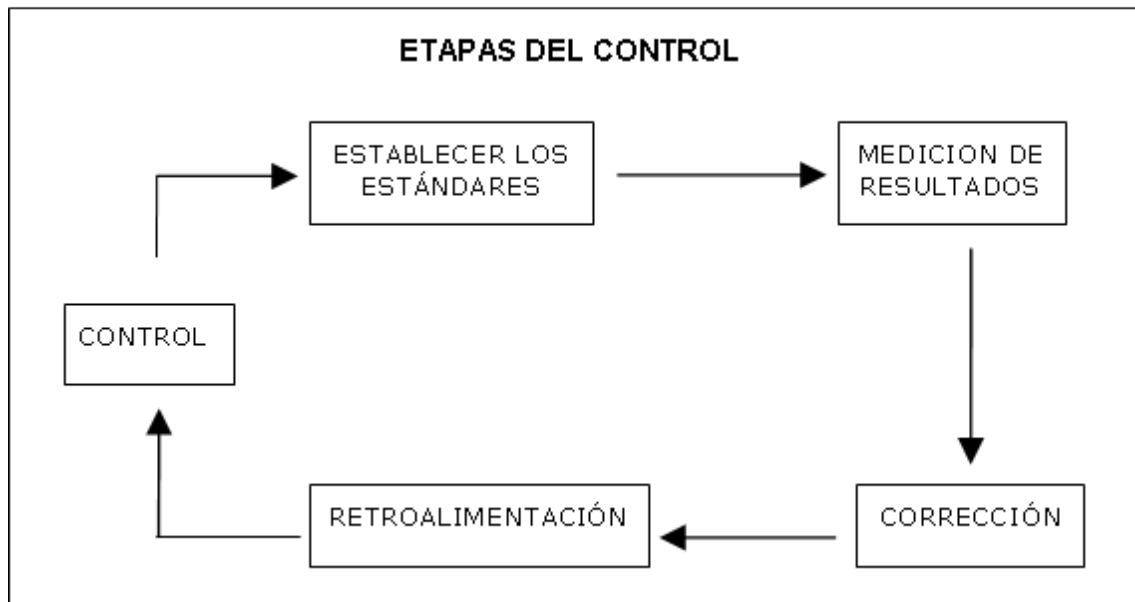 ETAPAS DEL CONTROL
ESTABLECER LOS
ESTÁNDARES
MEDICION DE
RESULTADOS
CONTROL
RETROALIMENTACIÓN
CORRECCIÓN